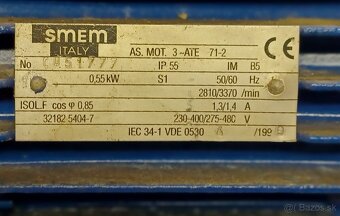 smem
ITALY
AS. MOT. 3~ATE 71-2
CE
No
IP 55 IM B5
0,55kW S1 50/60 Hz
2810/3370 /min
ISOL.F cos φ 0,85 1,3/1,4 A
32182 5404-7 230-400/275-480 V
IEC 34-1 VDE 0530 /199
© Bazos.sk